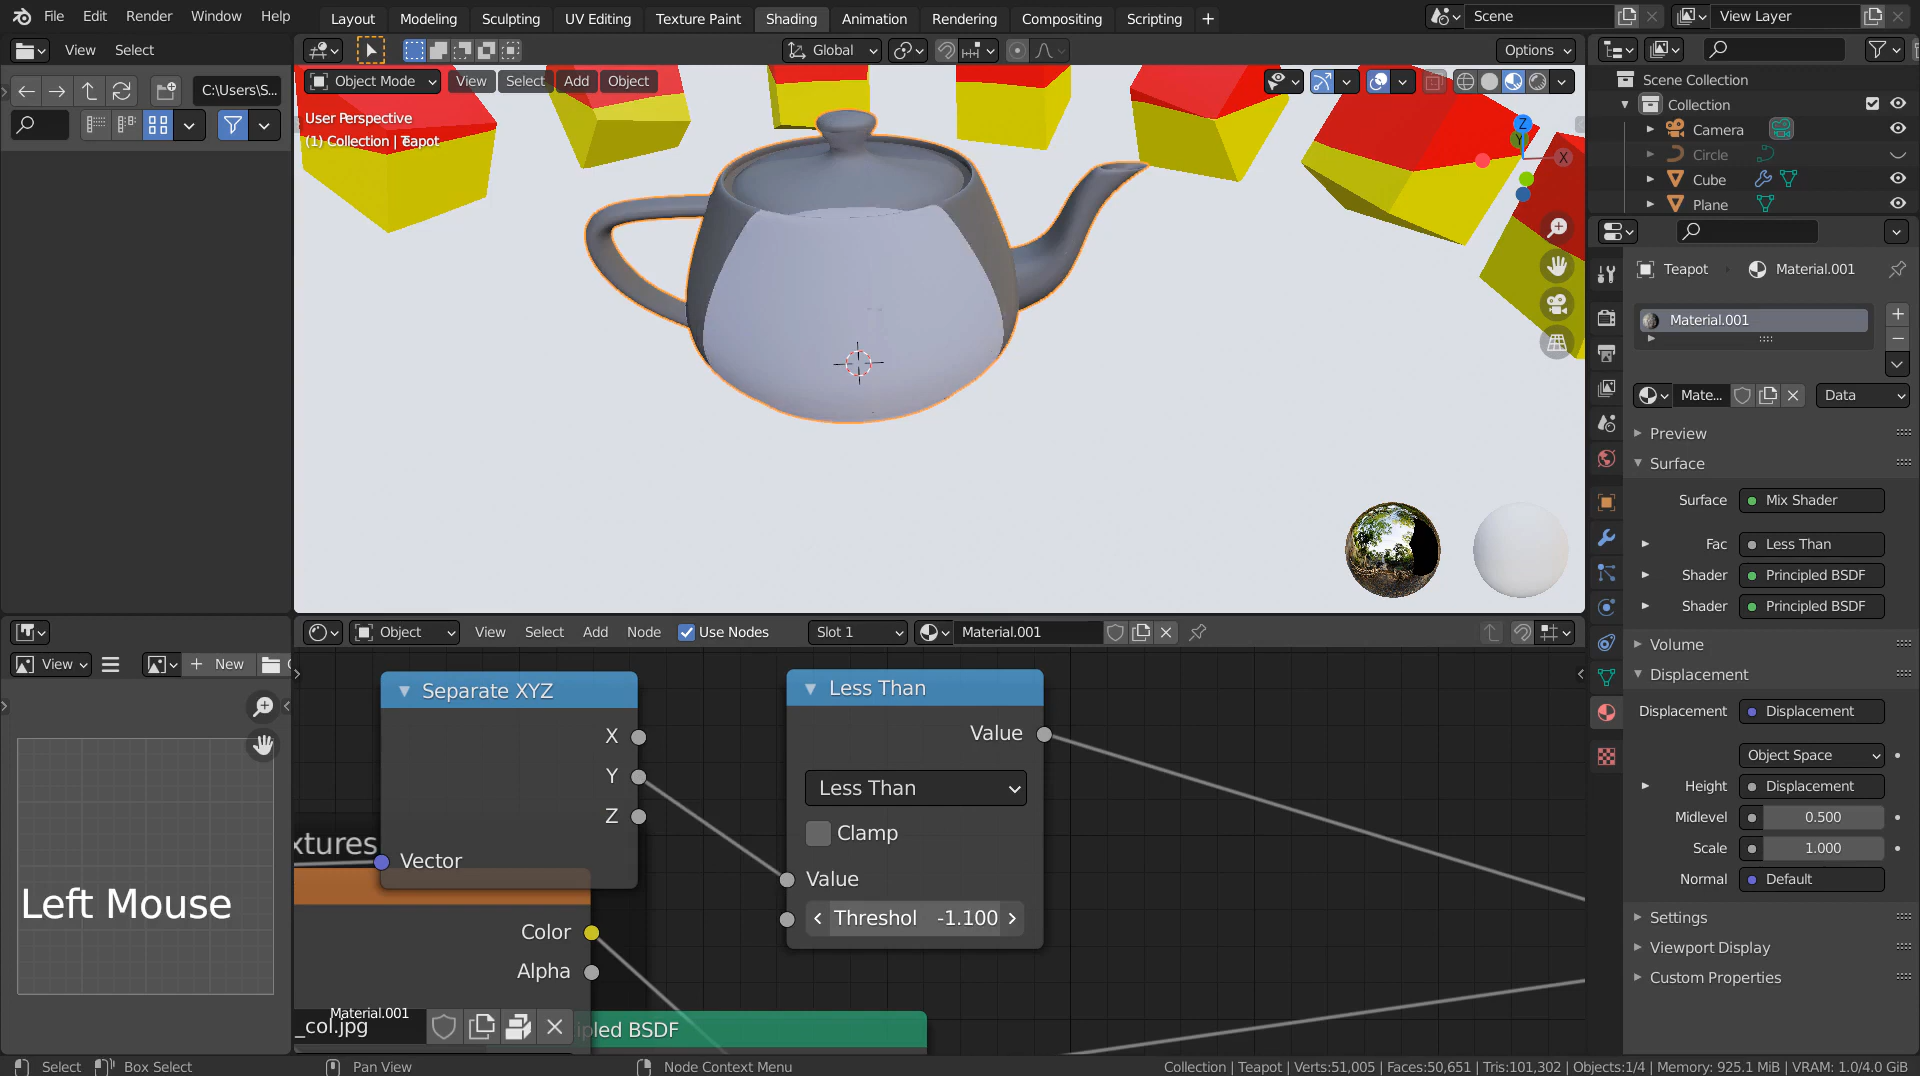 File Edit Render Window Help Layout Modeling Sculpting UV Editing Texture Paint Shading Animation Rendering Compositing Scripting + Scene View Layer
View Select Global Options
C:\Users\S...
Object Mode View Select Add Object
User Perspective
(1) Collection | Teapot
Z
Y
X
Scene Collection
Collection
Camera
Circle
Cube
Plane
Teapot Material.001
Material.001
Mate... Data
Preview
Surface
Surface Mix Shader
Fac Less Than
Shader Principled BSDF
Shader Principled BSDF
Volume
Displacement
Displacement Displacement
Object Space
Height Displacement
Midlevel 0.500
Scale 1.000
Normal Default
Settings
Viewport Display
Custom Properties
Object View Select Add Node Use Nodes Slot 1 Material.001
View New
Separate XYZ
X
Y
Z
Vector
xtures
Less Than
Value
Less Than
Clamp
Value
Threshol -1.100
Color
Alpha
Material.001
_col.jpg
ipled BSDF
Left Mouse
Select Box Select Pan View Node Context Menu Collection | Teapot | Verts:51,005 | Faces:50,651 | Tris:101,302 | Objects:1/4 | Memory: 925.1 MiB | VRAM: 1.0/4.0 GiB